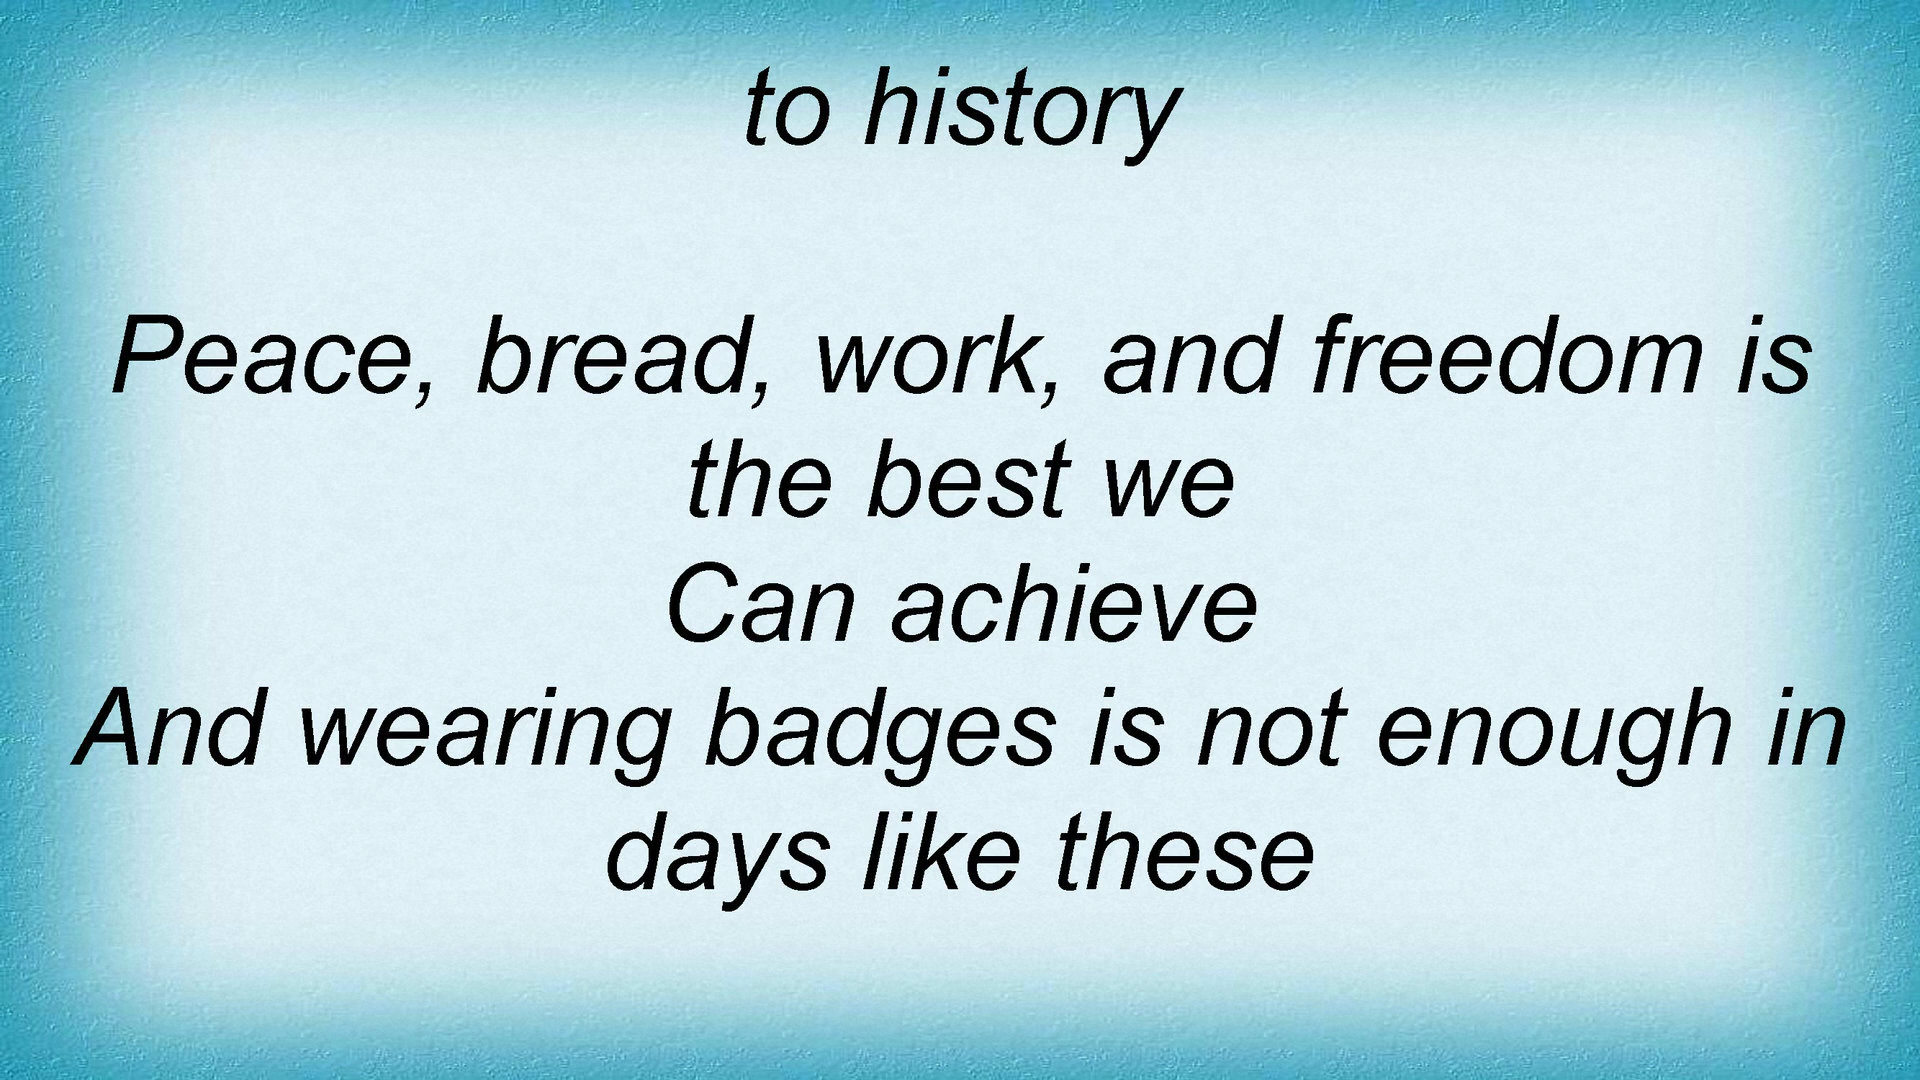 to history
Peace, bread, work, and freedom is
the best we
Can achieve
And wearing badges is not enough in
days like these